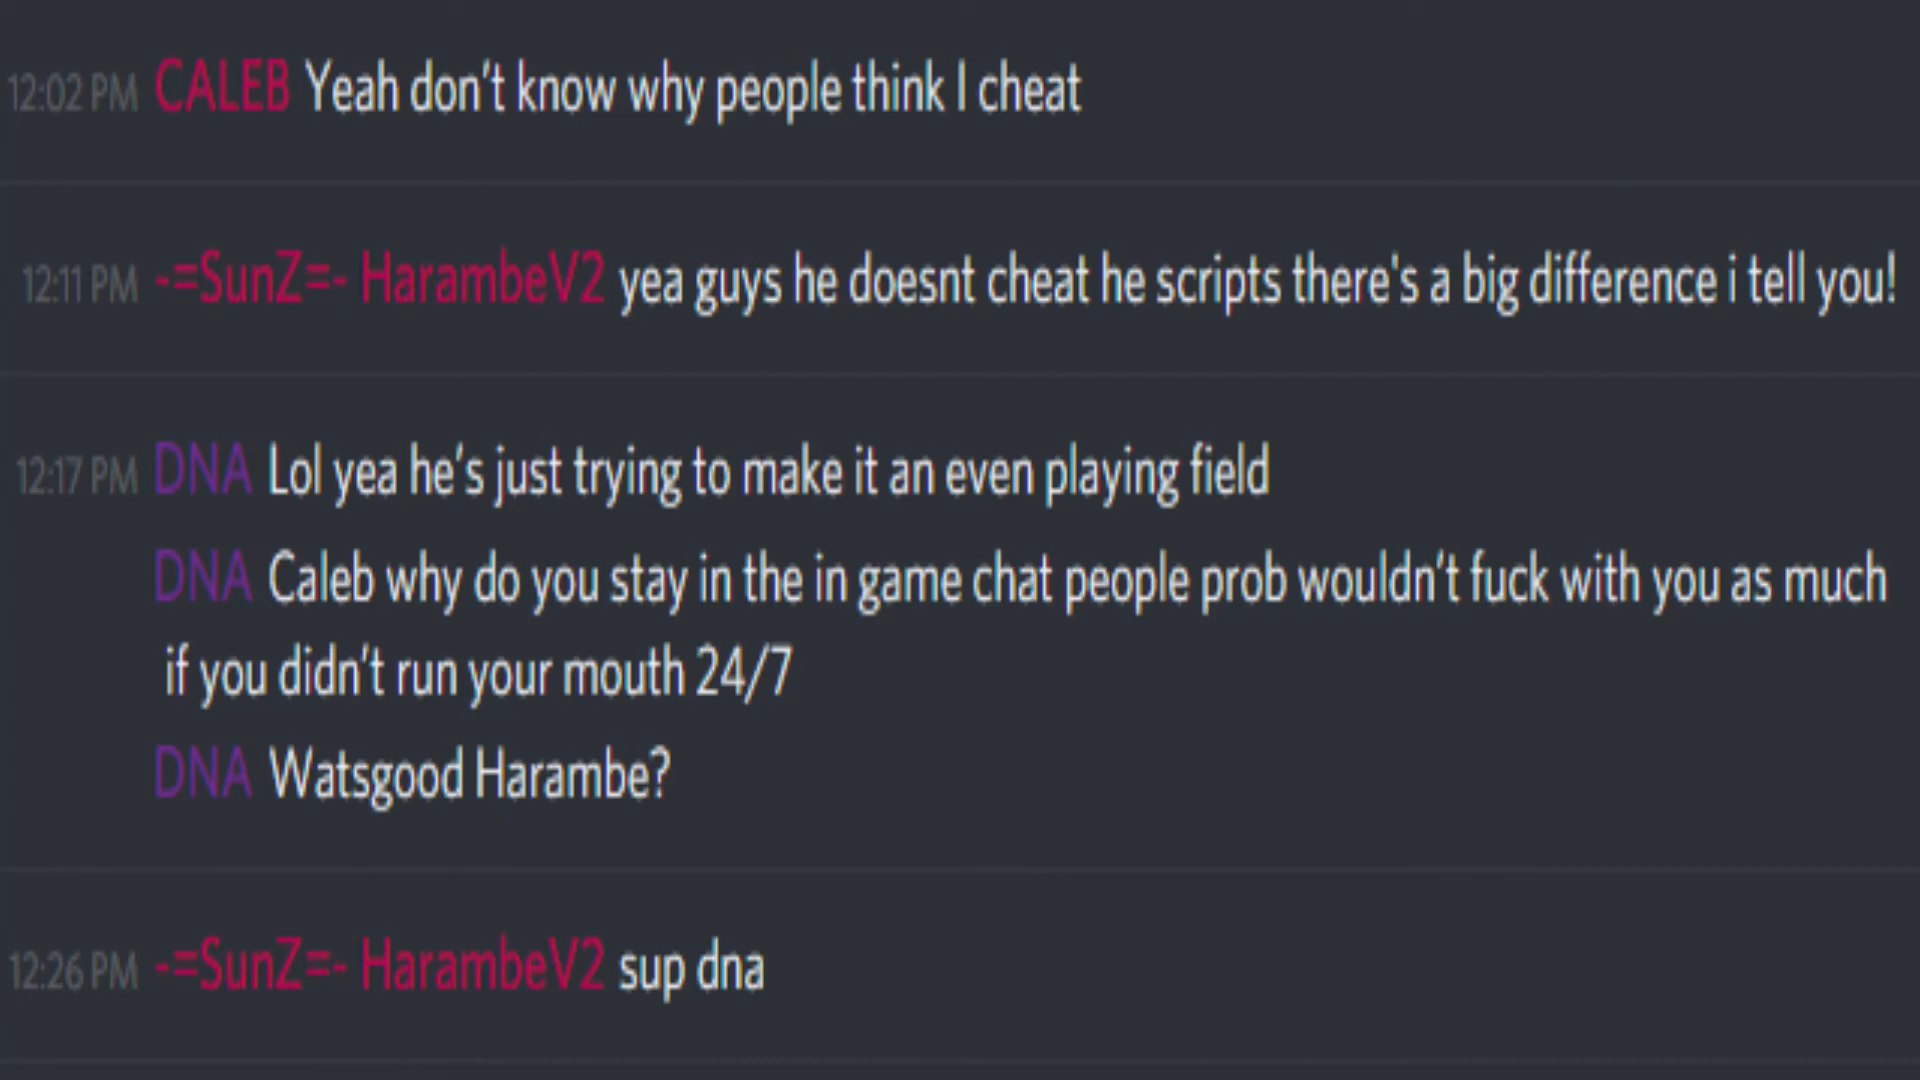 12:02 PM CALEB Yeah don't know why people think I cheat
12:11 PM -=SunZ=- HarambeV2 yea guys he doesnt cheat he scripts there's a big difference i tell you!
12:17 PM DNA Lol yea he's just trying to make it an even playing field
DNA Caleb why do you stay in the in game chat people prob wouldn't fuck with you as much
if you didn't run your mouth 24/7
DNA Watsgood Harambe?
12:26 PM -=SunZ=- HarambeV2 sup dna